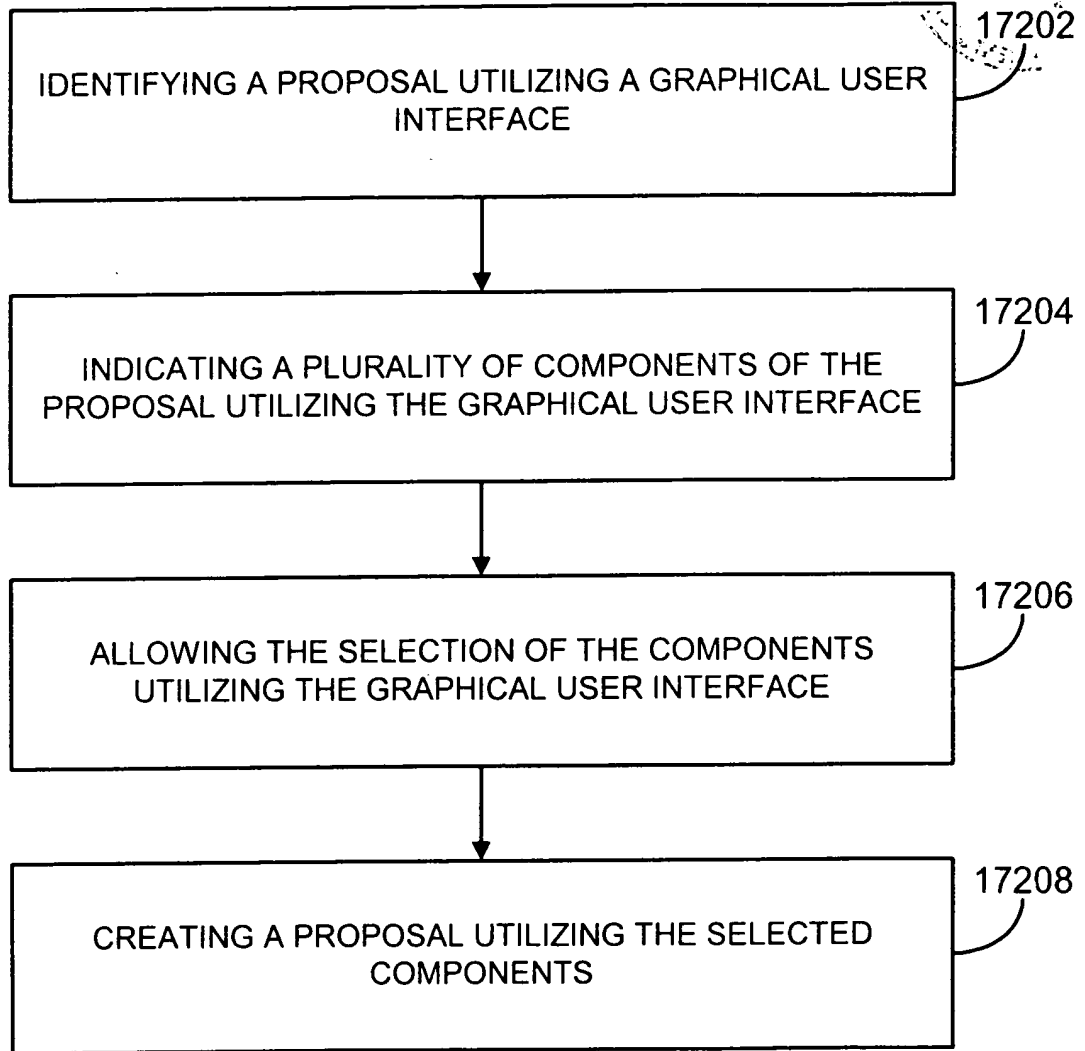 17202
IDENTIFYING A PROPOSAL UTILIZING A GRAPHICAL USER
INTERFACE
17204
INDICATING A PLURALITY OF COMPONENTS OF THE
PROPOSAL UTILIZING THE GRAPHICAL USER INTERFACE
17206
ALLOWING THE SELECTION OF THE COMPONENTS
UTILIZING THE GRAPHICAL USER INTERFACE
17208
CREATING A PROPOSAL UTILIZING THE SELECTED
COMPONENTS